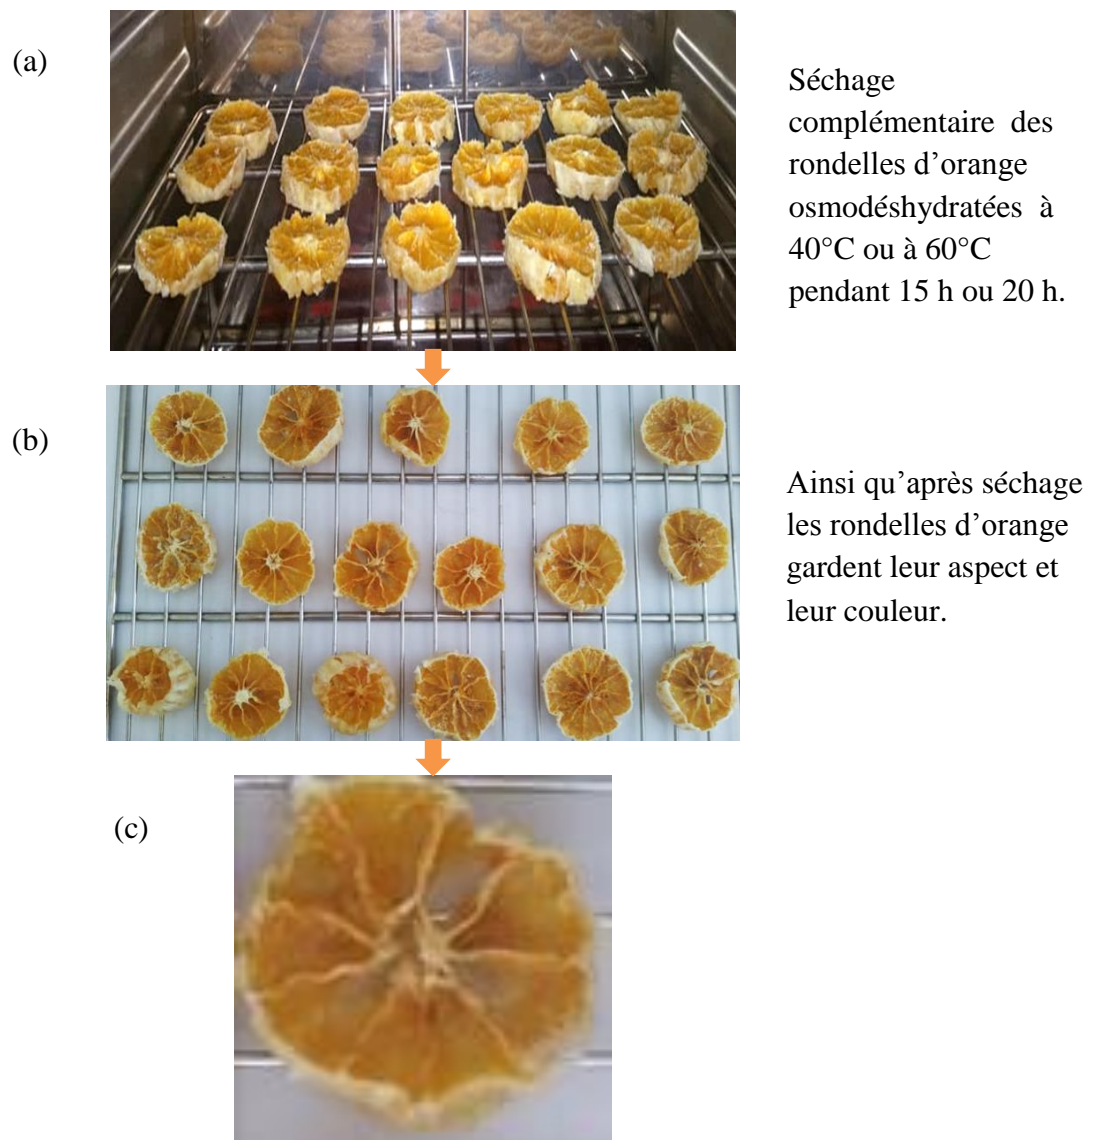 (a)
Séchage
complémentaire des
rondelles d’orange
osmodéshydratées à
40°C ou à 60°C
pendant 15 h ou 20 h.
(b)
Ainsi qu’après séchage
les rondelles d’orange
gardent leur aspect et
leur couleur.
(c)